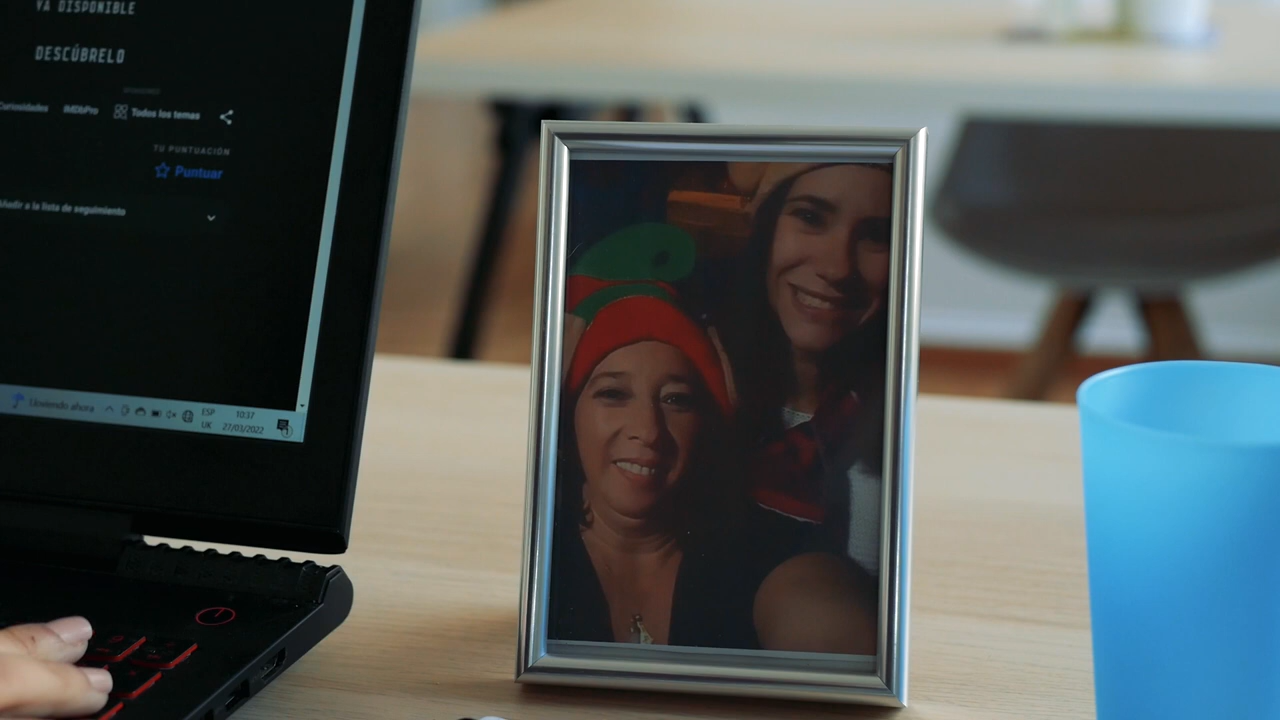 YA DISPONIBLE
DESCÚBRELO
Curiosidades IMDbPro Todos los temas
TU PUNTUACIÓN
Puntuar
Añadir a la lista de seguimiento
Lloviendo ahora ESP 10:37
UK 27/03/2022